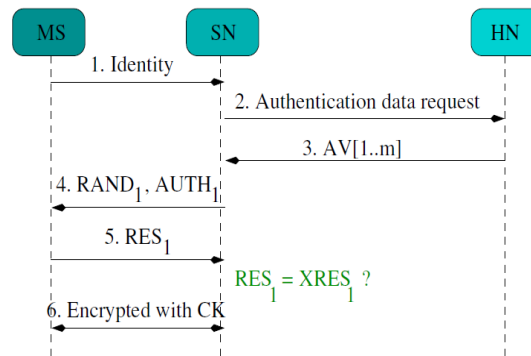 MS SN HN
1. Identity
2. Authentication data request
3. AV[1..m]
4. RAND₁, AUTH₁
5. RES₁
RES₁ = XRES₁ ?
6. Encrypted with CK